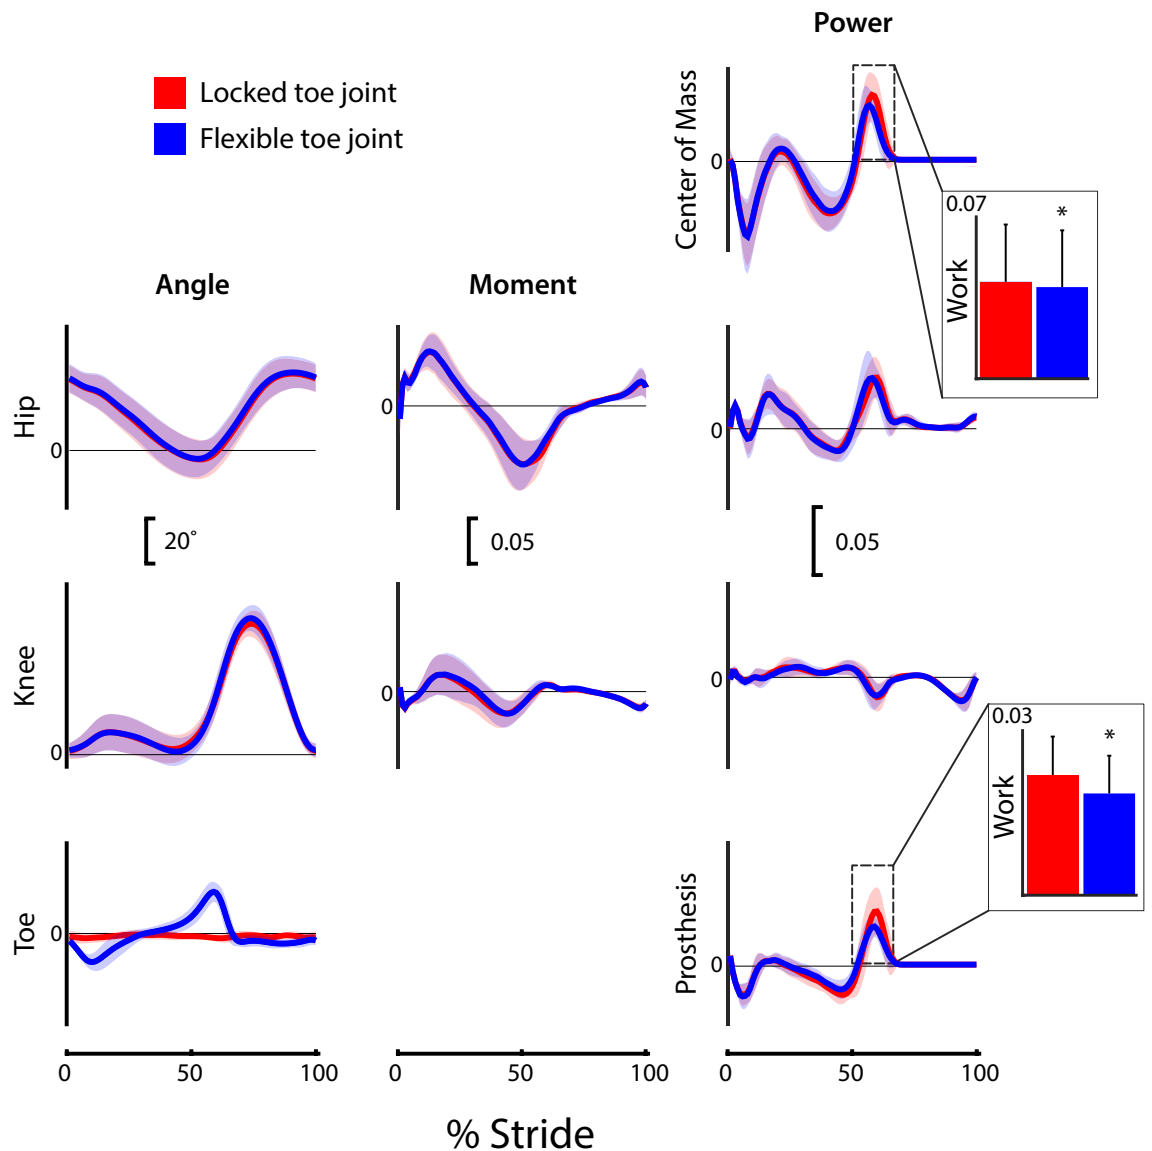 Power
Locked toe joint
Flexible toe joint
Center of Mass
0
0.07
*
Work
Angle
Moment
Hip
0
0
0
20°
0.05
0.05
Knee
0
0
0
0.03
*
Work
Toe
0
Prosthesis
0
0
50
100
0
50
100
0
50
100
% Stride